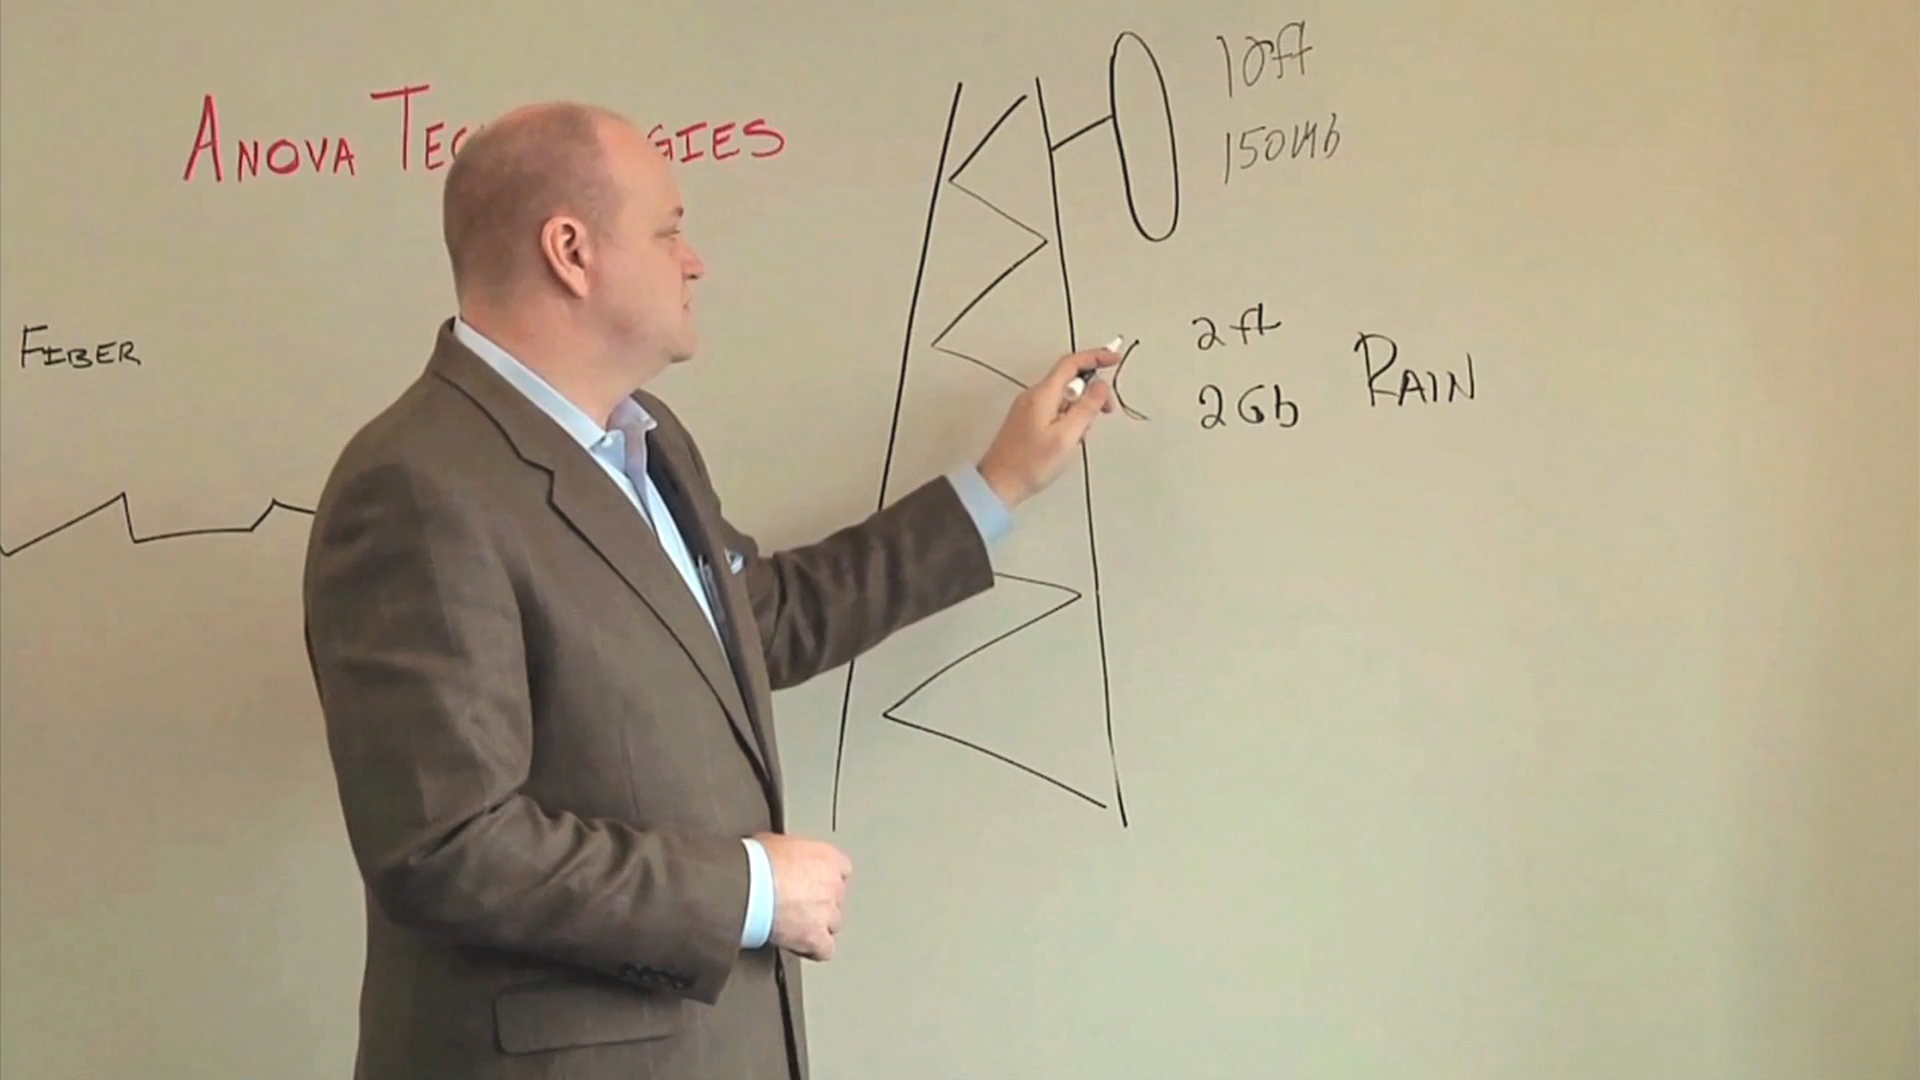 ANOVA TEC GIES
10ft
150Mb
FIBER
2ft
2Gb
RAIN